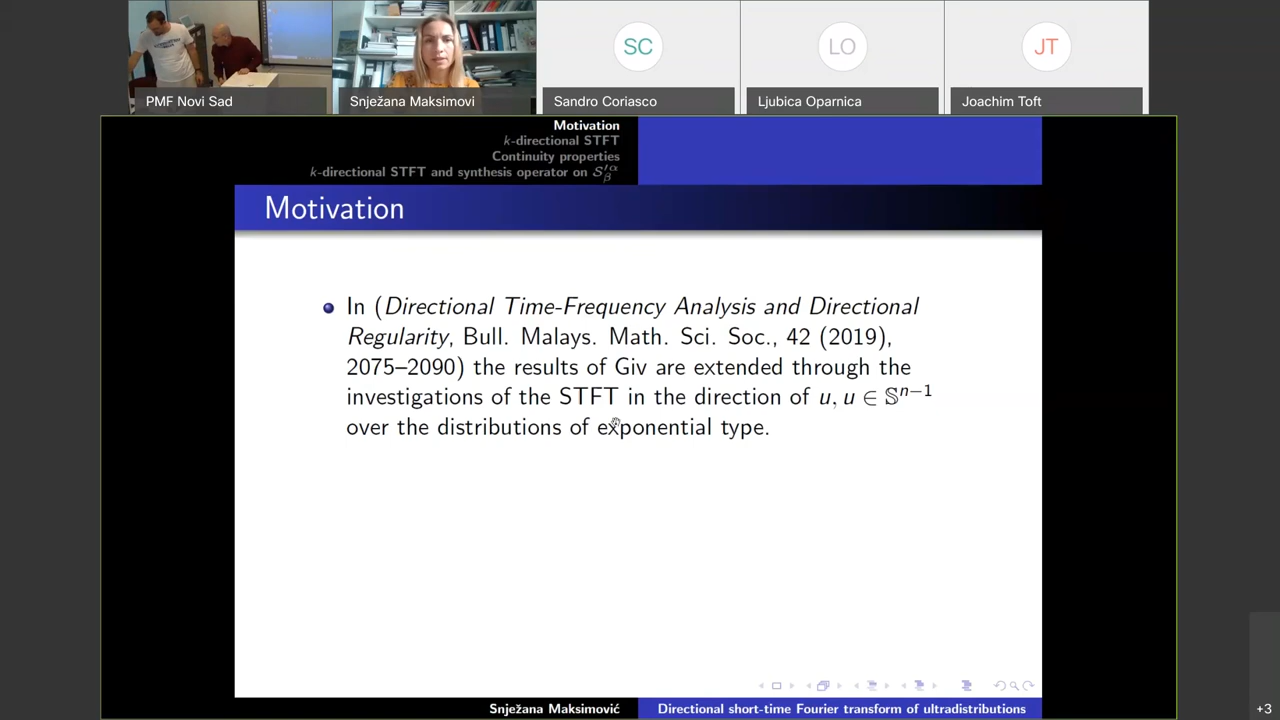 SC
LO
JT
PMF Novi Sad
Snježana Maksimovi
Sandro Coriasco
Ljubica Oparnica
Joachim Toft
Motivation
k-directional STFT
Continuity properties
k-directional STFT and synthesis operator on 𝒮′αβ
Motivation
In (Directional Time-Frequency Analysis and Directional
Regularity, Bull. Malays. Math. Sci. Soc., 42 (2019),
2075–2090) the results of Giv are extended through the
investigations of the STFT in the direction of u, u ∈ 𝕊ⁿ⁻¹
over the distributions of exponential type.
Snježana Maksimović
Directional short-time Fourier transform of ultradistributions
+3